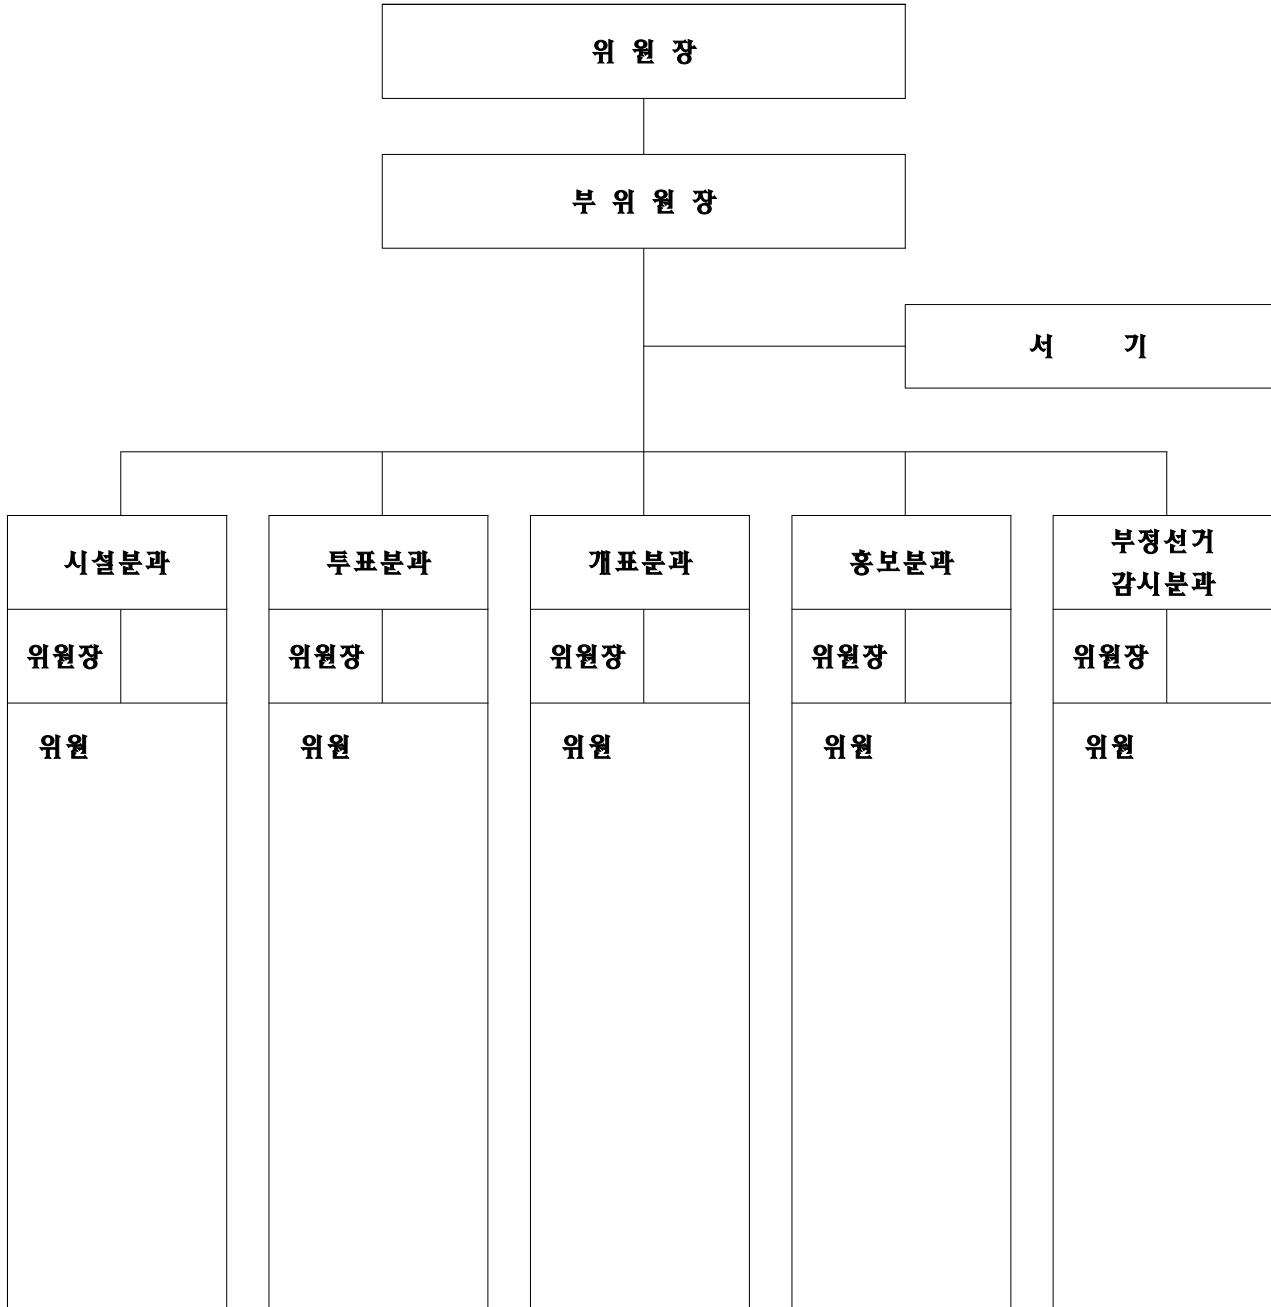 위 원 장
부 위 원 장
서 기
시설분과
투표분과
개표분과
홍보분과
부정선거
감시분과
위원장
위원장
위원장
위원장
위원장
위원
위원
위원
위원
위원